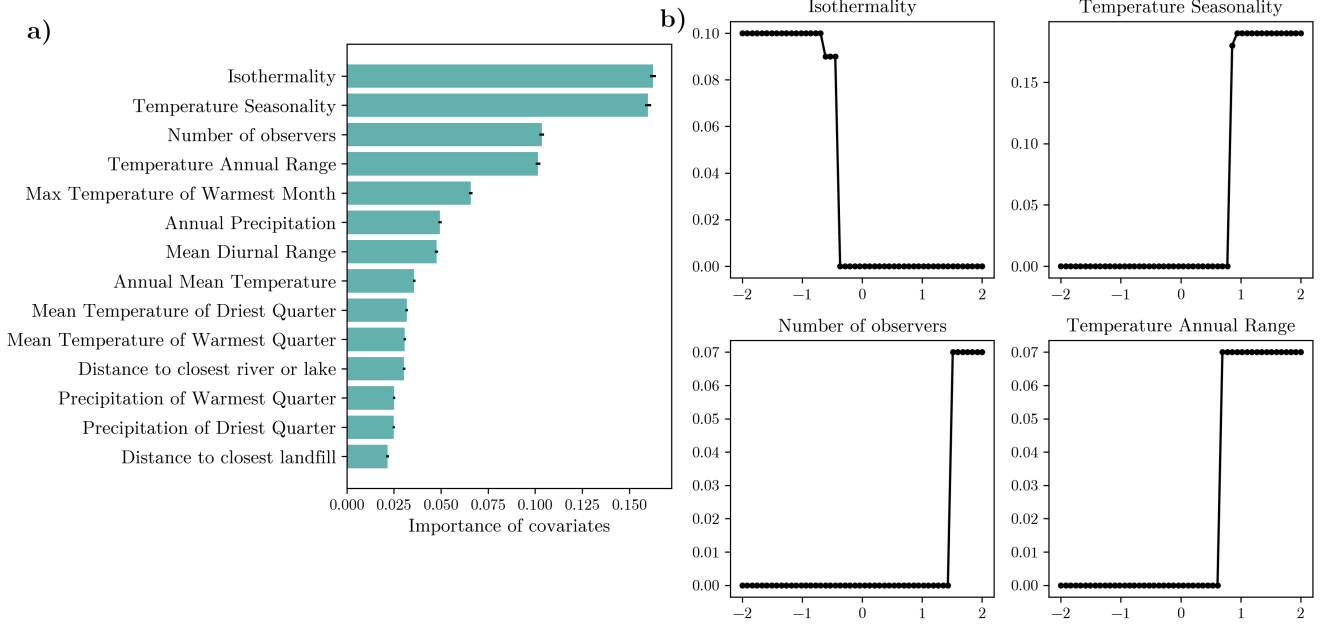 a)
Isothermality
Temperature Seasonality
Number of observers
Temperature Annual Range
Max Temperature of Warmest Month
Annual Precipitation
Mean Diurnal Range
Annual Mean Temperature
Mean Temperature of Driest Quarter
Mean Temperature of Warmest Quarter
Distance to closest river or lake
Precipitation of Warmest Quarter
Precipitation of Driest Quarter
Distance to closest landfill
0.000 0.025 0.050 0.075 0.100 0.125 0.150
Importance of covariates
b)
Isothermality
0.10
0.08
0.06
0.04
0.02
0.00
−2 −1 0 1 2
Temperature Seasonality
0.15
0.10
0.05
0.00
−2 −1 0 1 2
Number of observers
0.07
0.06
0.05
0.04
0.03
0.02
0.01
0.00
−2 −1 0 1 2
Temperature Annual Range
0.07
0.06
0.05
0.04
0.03
0.02
0.01
0.00
−2 −1 0 1 2